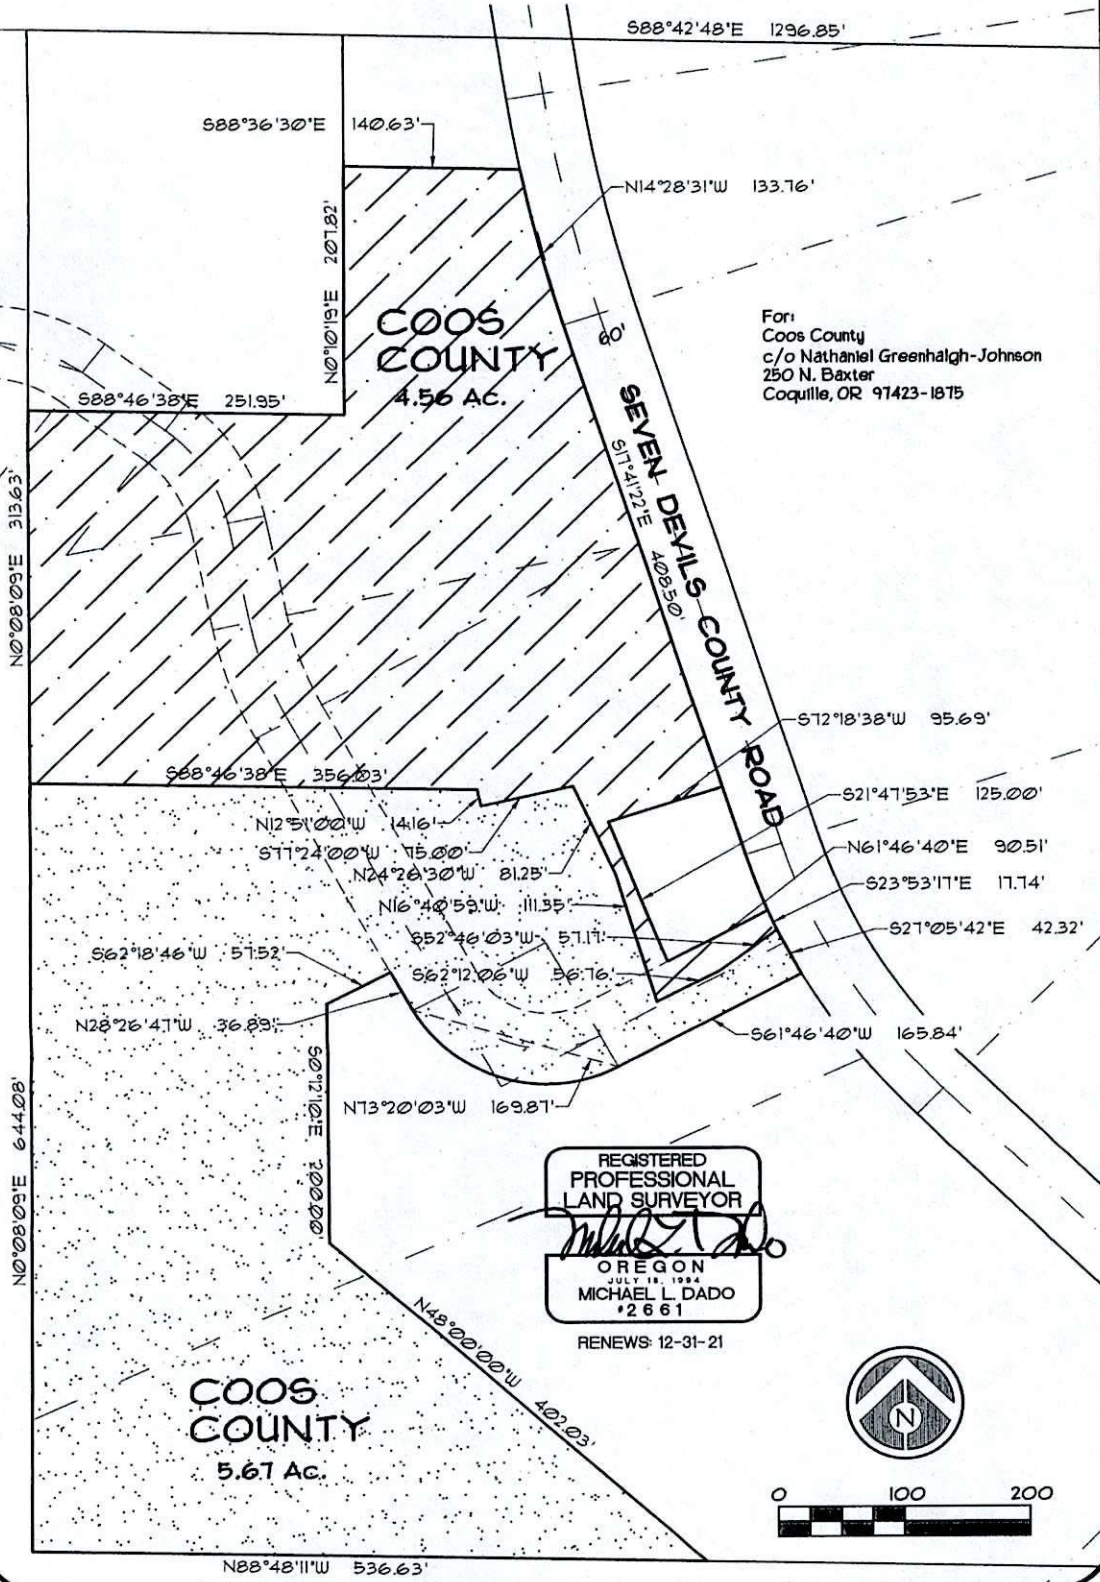 S88°42'48"E 1296.85'
S88°36'30"E 140.63'
N14°28'31"W 133.76'
N0°10'19"E 207.82'
COOS
COUNTY
4.56 AC.
60'
For:
Coos County
c/o Nathaniel Greenhalgh-Johnson
250 N. Baxter
Coquille, OR 97423-1875
S88°46'38"E 251.95'
SEVEN DEVILS COUNTY ROAD
S17°41'22"E 408.50'
N0°08'09"E 313.63'
S72°18'38"W 95.69'
S88°46'38"E 356.03'
S21°47'53"E 125.00'
N12°51'00"W 14.16'
N61°46'40"E 90.51'
S77°24'00"W 75.00'
N24°26'30"W 81.25'
S23°53'17"E 17.74'
N16°40'59"W 111.35'
S27°05'42"E 42.32'
S52°46'03"W 57.17'
S62°18'46"W 57.52'
S62°12'06"W 56.76'
N28°26'47"W 36.89'
S61°46'40"W 165.84'
S0°12'10"E 200.00'
N73°20'03"W 169.87'
N0°08'09"E 644.08'
REGISTERED
PROFESSIONAL
LAND SURVEYOR
OREGON
JULY 18, 1994
MICHAEL L. DADO
#2661
RENEWS: 12-31-21
N48°00'00"W 402.03'
COOS
COUNTY
5.67 AC.
N
0 100 200
N88°48'11"W 536.63'